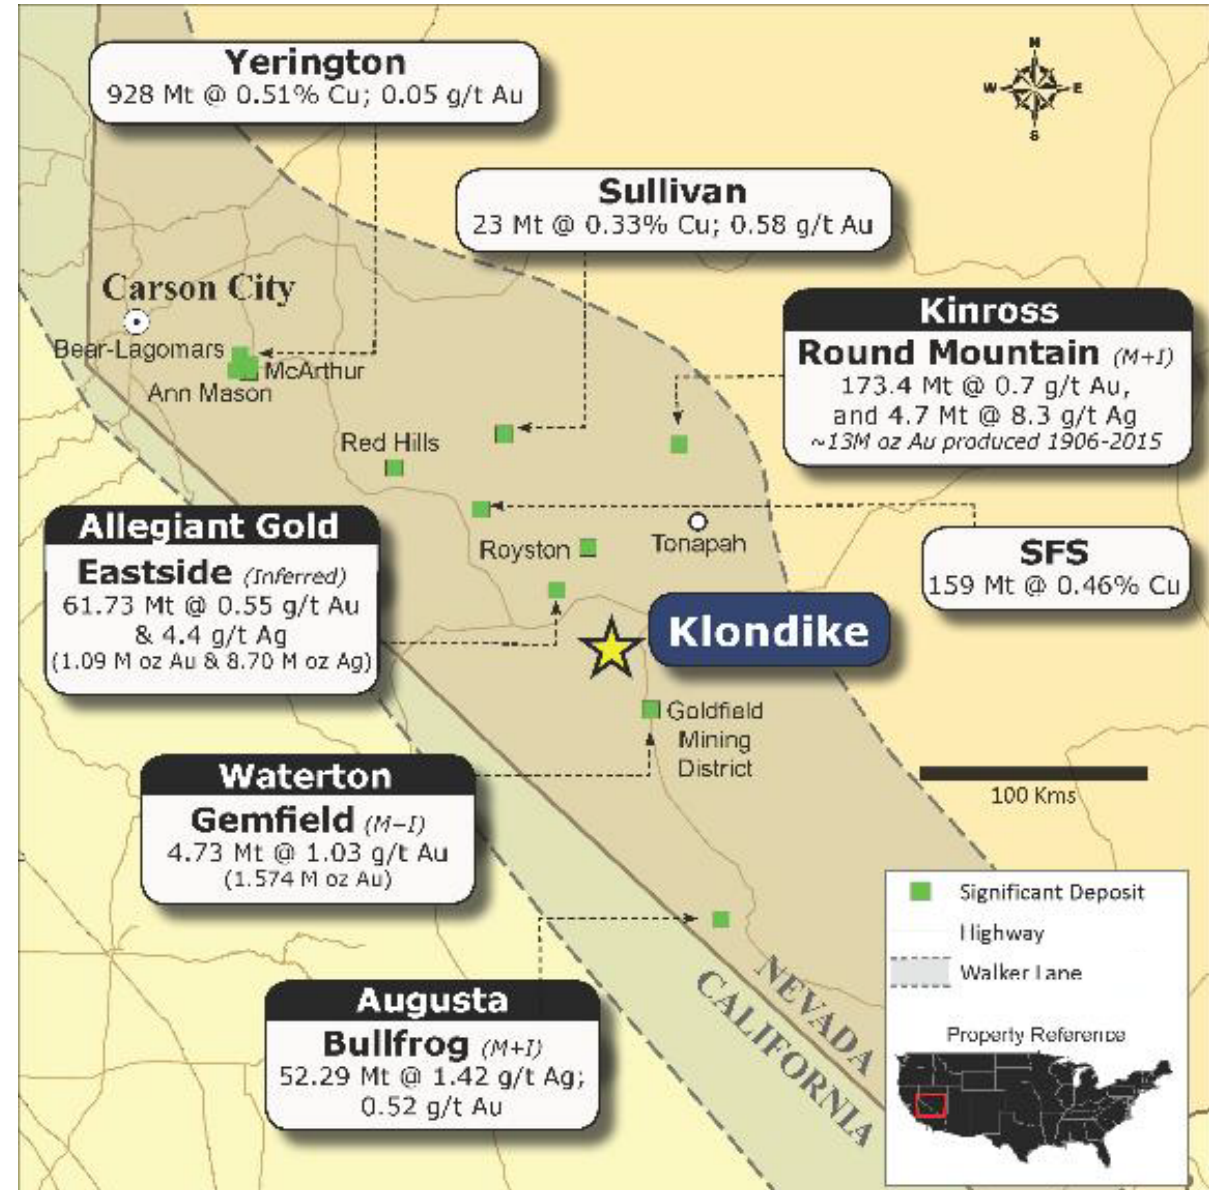 Yerington
928 Mt @ 0.51% Cu; 0.05 g/t Au
N
W E
S
Sullivan
23 Mt @ 0.33% Cu; 0.58 g/t Au
Carson City
Bear-Lagomars
McArthur
Ann Mason
Kinross
Round Mountain (M+I)
173.4 Mt @ 0.7 g/t Au,
and 4.7 Mt @ 8.3 g/t Ag
~13M oz Au produced 1906-2015
Red Hills
Allegiant Gold
Eastside (Inferred)
61.73 Mt @ 0.55 g/t Au
& 4.4 g/t Ag
(1.09 M oz Au & 8.70 M oz Ag)
Royston
Tonapah
SFS
159 Mt @ 0.46% Cu
Klondike
Goldfield
Mining
District
Waterton
Gemfield (M–I)
4.73 Mt @ 1.03 g/t Au
(1.574 M oz Au)
100 Kms
Augusta
Bullfrog (M+I)
52.29 Mt @ 1.42 g/t Ag;
0.52 g/t Au
NEVADA
CALIFORNIA
Significant Deposit
Highway
Walker Lane
Property Reference